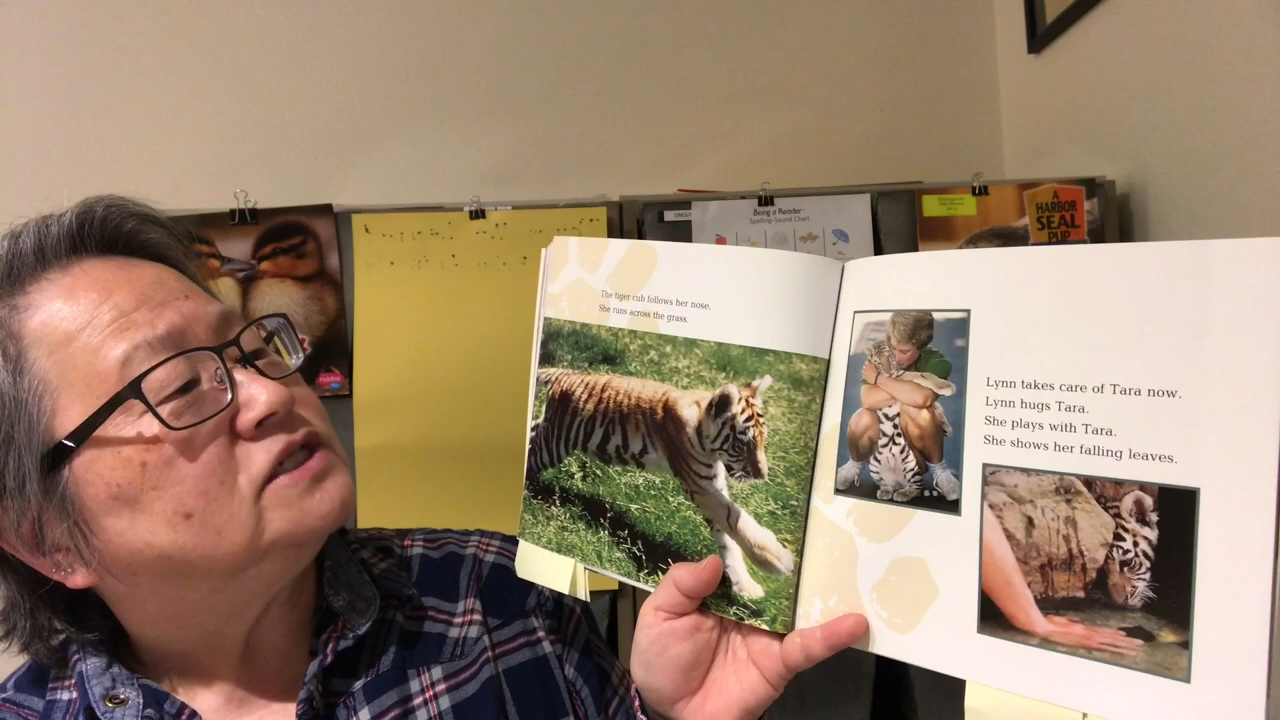 Being a Reader™
Spelling-Sound Chart
A
HARBOR
SEAL
PUP
The tiger cub follows her nose.
She runs across the grass.
Lynn takes care of Tara now.
Lynn hugs Tara.
She plays with Tara.
She shows her falling leaves.